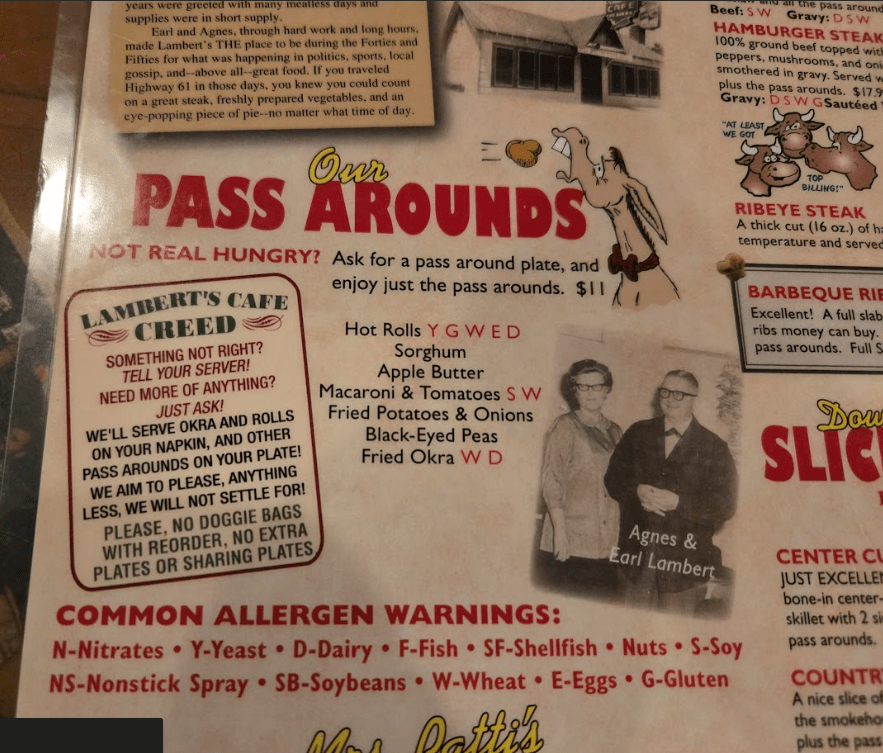 years were greeted with many meatless days and
supplies were in short supply.
Earl and Agnes, through hard work and long hours,
made Lambert's THE place to be during the Forties and
Fifties for what was happening in politics, sports, local
gossip, and--above all--great food. If you traveled
Highway 61 in those days, you knew you could count
on a great steak, freshly prepared vegetables, and an
eye-popping piece of pie--no matter what time of day.
CAFE
Our
PASS AROUNDS
NOT REAL HUNGRY? Ask for a pass around plate, and
enjoy just the pass arounds. $11
LAMBERT'S CAFE
CREED
SOMETHING NOT RIGHT?
TELL YOUR SERVER!
NEED MORE OF ANYTHING?
JUST ASK!
WE'LL SERVE OKRA AND ROLLS
ON YOUR NAPKIN, AND OTHER
PASS AROUNDS ON YOUR PLATE!
WE AIM TO PLEASE, ANYTHING
LESS, WE WILL NOT SETTLE FOR!
PLEASE, NO DOGGIE BAGS
WITH REORDER, NO EXTRA
PLATES OR SHARING PLATES
Hot Rolls Y G W E D
Sorghum
Apple Butter
Macaroni & Tomatoes S W
Fried Potatoes & Onions
Black-Eyed Peas
Fried Okra W D
Agnes &
Earl Lambert
COMMON ALLERGEN WARNINGS:
N-Nitrates • Y-Yeast • D-Dairy • F-Fish • SF-Shellfish • Nuts • S-Soy
NS-Nonstick Spray • SB-Soybeans • W-Wheat • E-Eggs • G-Gluten
Mrs. Patti's
all the pass around
Beef: S W Gravy: D S W
HAMBURGER STEAK
100% ground beef topped
peppers, mushrooms, and
smothered in gravy. Served
plus the pass arounds. $17.9
Gravy: D S W G Sautéed
"AT LEAST
WE GOT
TOP
BILLING!"
RIBEYE STEAK
A thick cut (16 oz.) of
temperature and
BARBEQUE
Excellent! A full slab
ribs money can buy.
pass arounds. Full
SLIC
CENTER
JUST
bone-in center-
skillet with 2
pass arounds.
A nice slice
the
plus the pass